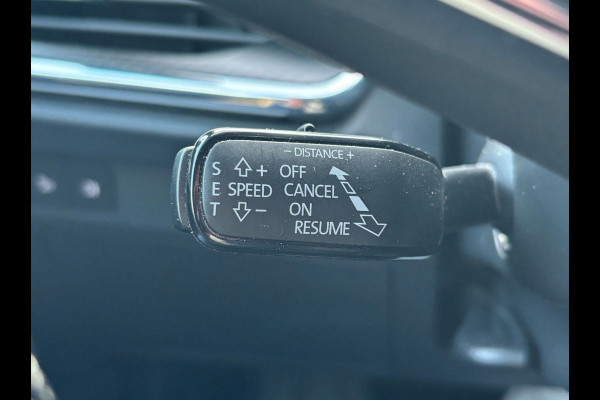 − DISTANCE +
S + OFF
E SPEED CANCEL
T − ON
RESUME